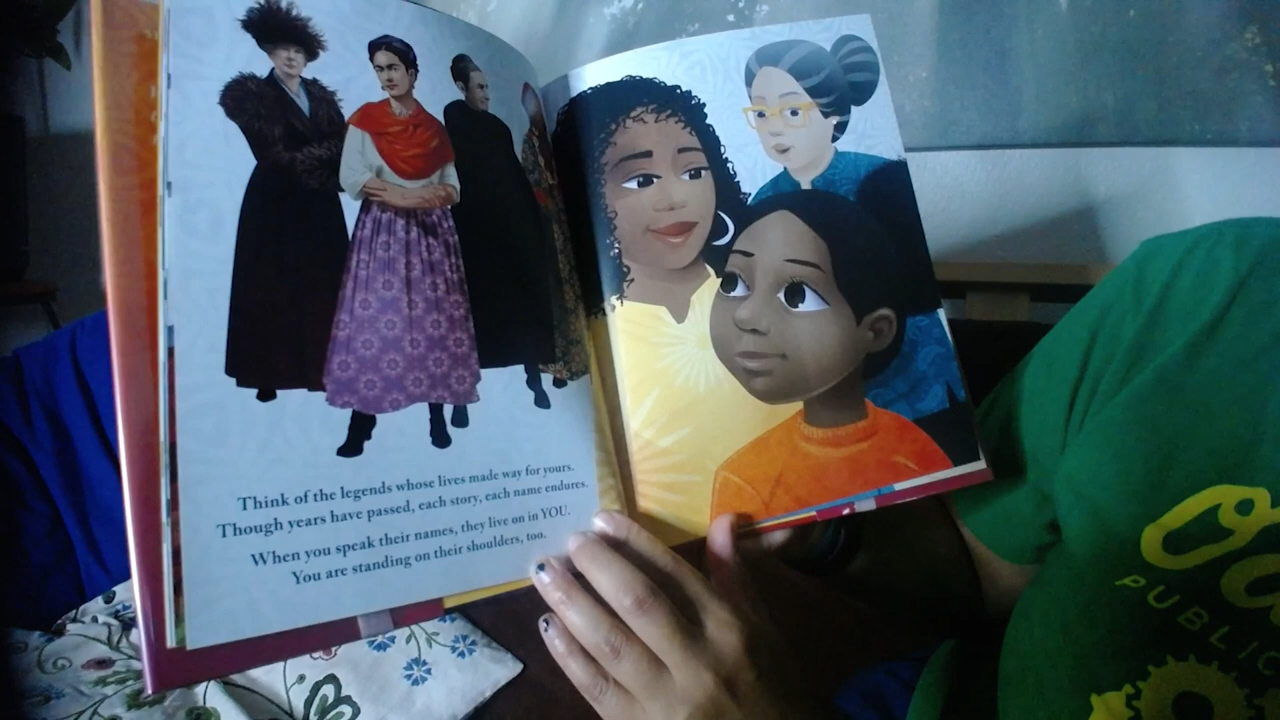 Think of the legends whose lives made way for yours.
Though years have passed, each story, each name endures.
When you speak their names, they live on in YOU.
You are standing on their shoulders, too.
PUBLIC